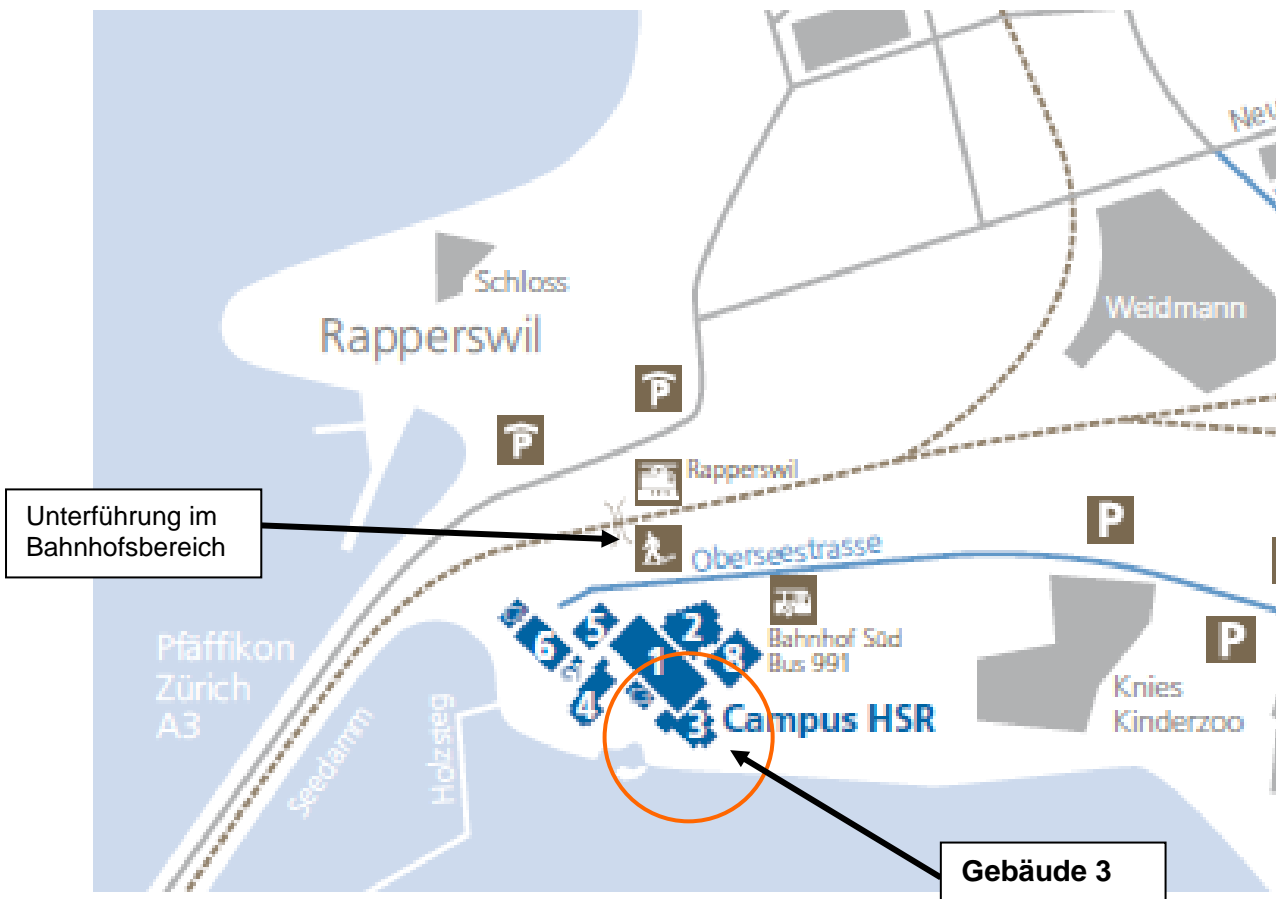 Neu
Schloss
Rapperswil
Weidmann
P
P
Rapperswil
Unterführung im
Bahnhofsbereich
P
Oberseestrasse
P
Bahnhof Süd
Bus 991
Knies
Kinderzoo
Pfäffikon
Zürich
A3
Seedamm
Holzsteg
6
5
2
1
8
4
3
Campus HSR
Gebäude 3